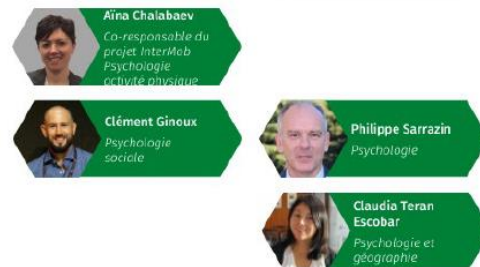 Aïna Chalabaev
Co-responsable du
projet InterMob
Psychologie
activité physique
Clément Ginoux
Psychologie
sociale
Philippe Sarrazin
Psychologie
Claudia Teran
Escobar
Psychologie et
géographie